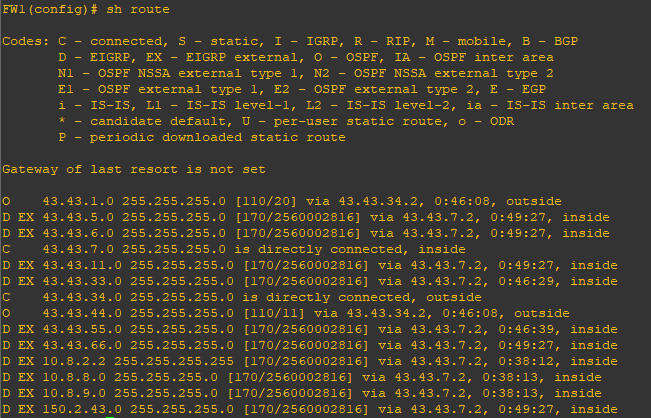 FW1(config)# sh route
Codes: C - connected, S - static, I - IGRP, R - RIP, M - mobile, B - BGP
D - EIGRP, EX - EIGRP external, O - OSPF, IA - OSPF inter area
N1 - OSPF NSSA external type 1, N2 - OSPF NSSA external type 2
E1 - OSPF external type 1, E2 - OSPF external type 2, E - EGP
i - IS-IS, L1 - IS-IS level-1, L2 - IS-IS level-2, ia - IS-IS inter area
* - candidate default, U - per-user static route, o - ODR
P - periodic downloaded static route
Gateway of last resort is not set
O 43.43.1.0 255.255.255.0 [110/20] via 43.43.34.2, 0:46:08, outside
D EX 43.43.5.0 255.255.255.0 [170/2560002816] via 43.43.7.2, 0:49:27, inside
D EX 43.43.6.0 255.255.255.0 [170/2560002816] via 43.43.7.2, 0:49:27, inside
C 43.43.7.0 255.255.255.0 is directly connected, inside
D EX 43.43.11.0 255.255.255.0 [170/2560002816] via 43.43.7.2, 0:49:27, inside
D EX 43.43.33.0 255.255.255.0 [170/2560002816] via 43.43.7.2, 0:46:29, inside
C 43.43.34.0 255.255.255.0 is directly connected, outside
O 43.43.44.0 255.255.255.0 [110/11] via 43.43.34.2, 0:46:08, outside
D EX 43.43.55.0 255.255.255.0 [170/2560002816] via 43.43.7.2, 0:46:39, inside
D EX 43.43.66.0 255.255.255.0 [170/2560002816] via 43.43.7.2, 0:49:27, inside
D EX 10.8.2.2 255.255.255.255 [170/2560002816] via 43.43.7.2, 0:38:12, inside
D EX 10.8.8.0 255.255.255.0 [170/2560002816] via 43.43.7.2, 0:38:13, inside
D EX 10.8.9.0 255.255.255.0 [170/2560002816] via 43.43.7.2, 0:38:13, inside
D EX 150.2.43.0 255.255.255.0 [170/2560002816] via 43.43.7.2, 0:49:27, inside